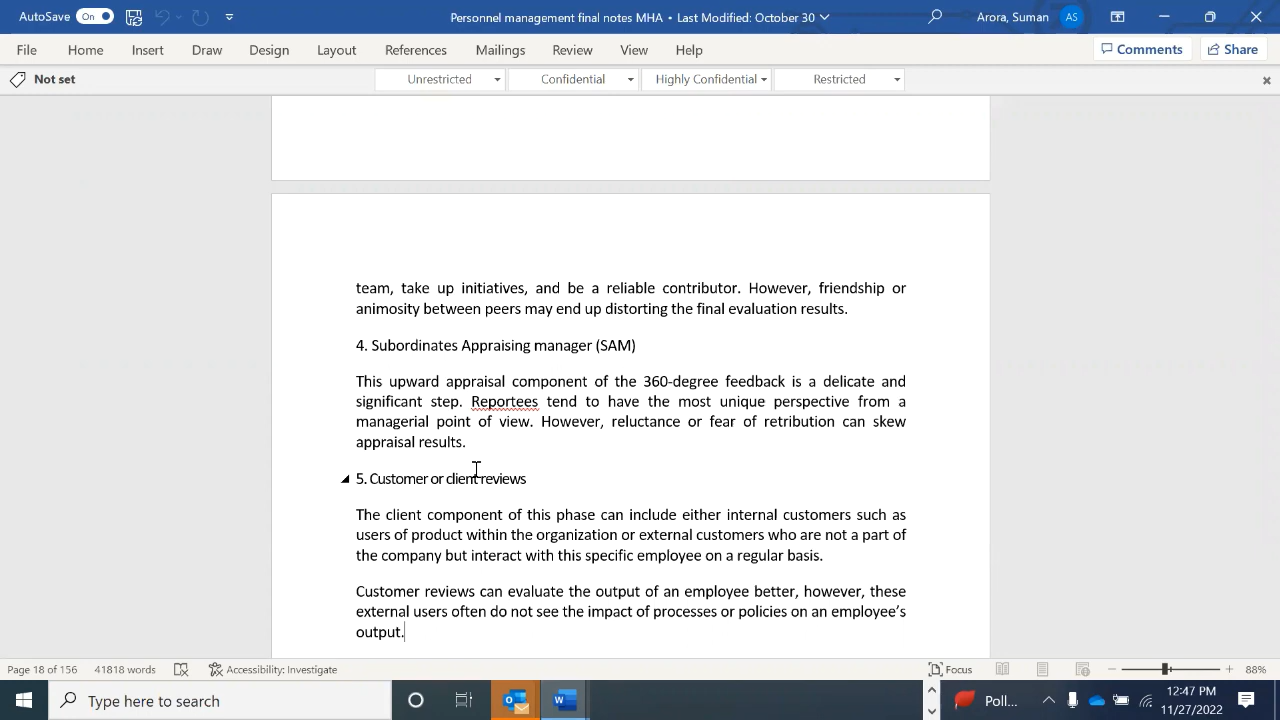 AutoSave On Personnel management final notes MHA • Last Modified: October 30 Arora, Suman AS
File Home Insert Draw Design Layout References Mailings Review View Help Comments Share
Not set Unrestricted Confidential Highly Confidential Restricted
team, take up initiatives, and be a reliable contributor. However, friendship or
animosity between peers may end up distorting the final evaluation results.
4. Subordinates Appraising manager (SAM)
This upward appraisal component of the 360-degree feedback is a delicate and
significant step. Reportees tend to have the most unique perspective from a
managerial point of view. However, reluctance or fear of retribution can skew
appraisal results.
5. Customer or client reviews
The client component of this phase can include either internal customers such as
users of product within the organization or external customers who are not a part of
the company but interact with this specific employee on a regular basis.
Customer reviews can evaluate the output of an employee better, however, these
external users often do not see the impact of processes or policies on an employee’s
output.
Page 18 of 156 41818 words Accessibility: Investigate Focus 88%
Type here to search Poll... 12:47 PM
11/27/2022